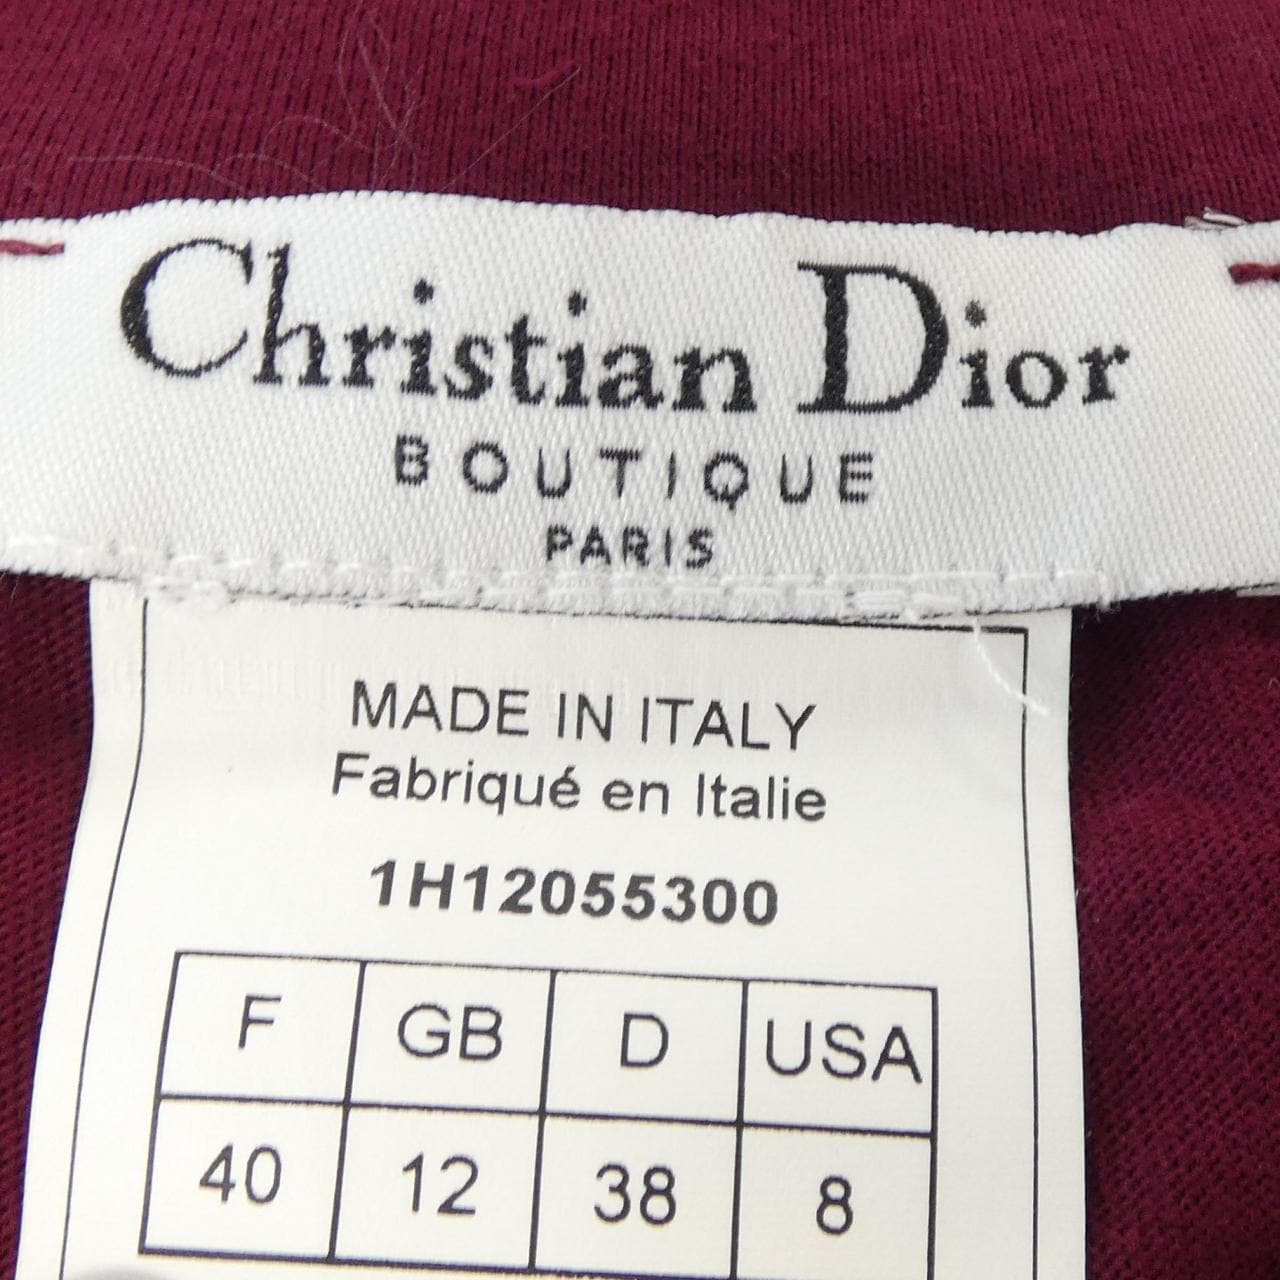 Christian Dior
BOUTIQUE
PARIS
MADE IN ITALY
Fabriqué en Italie
1H12055300
F GB D USA
40 12 38 8